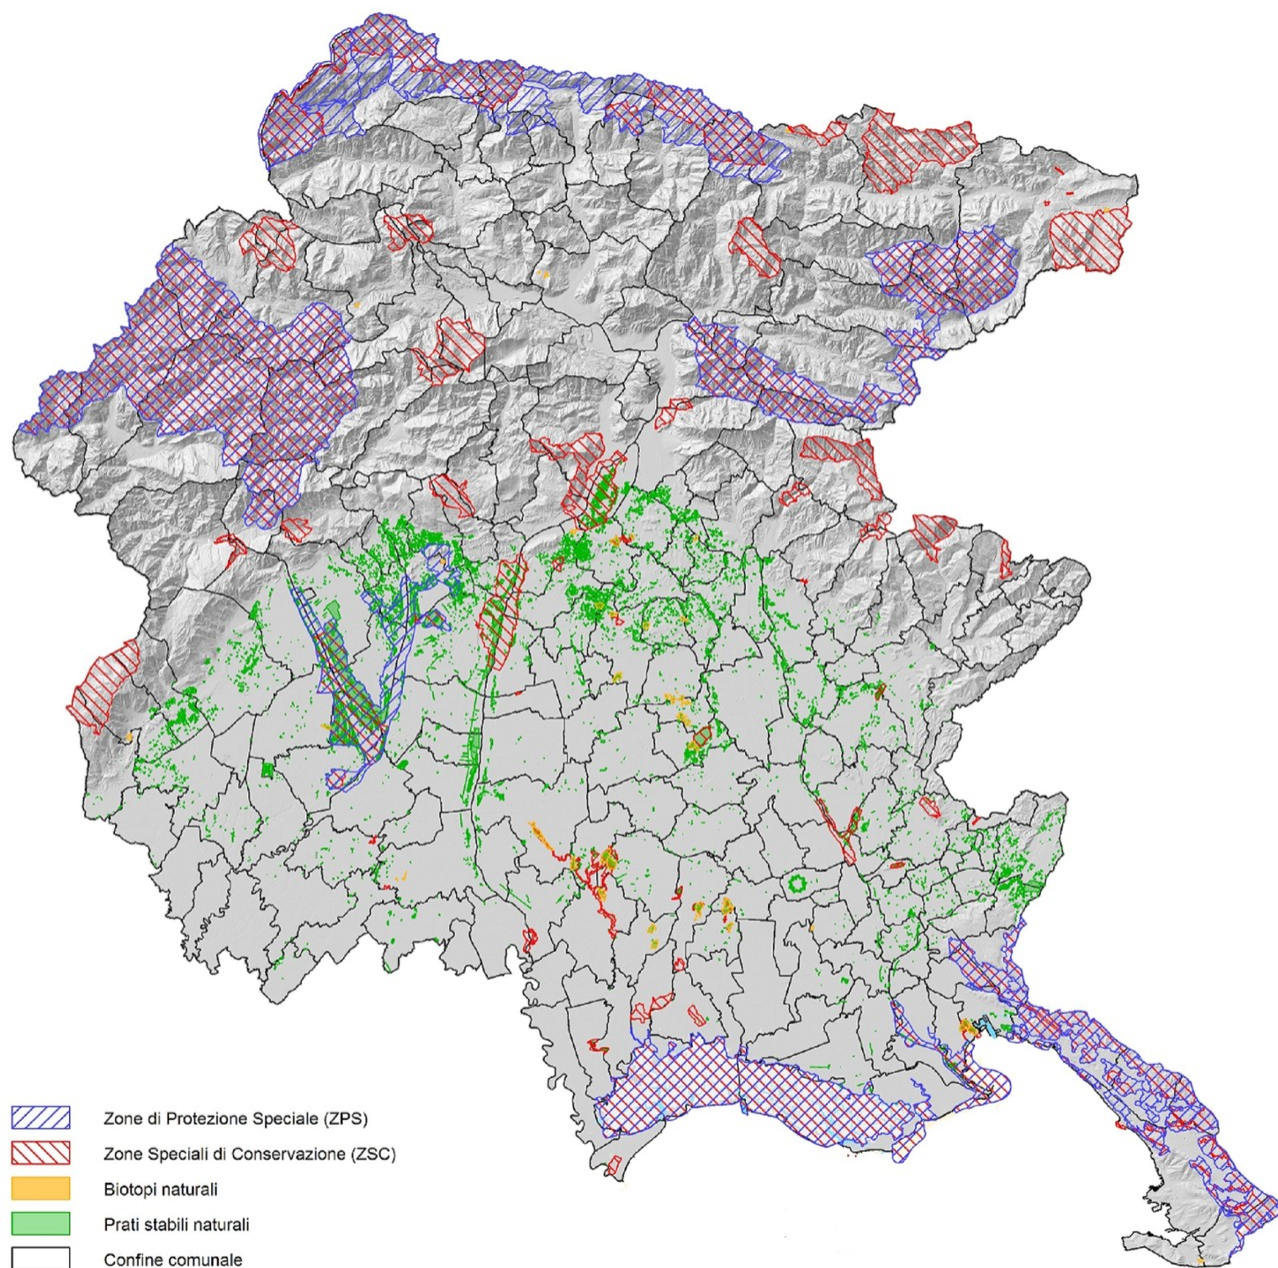 Zone di Protezione Speciale (ZPS)
Zone Speciali di Conservazione (ZSC)
Biotopi naturali
Prati stabili naturali
Confine comunale